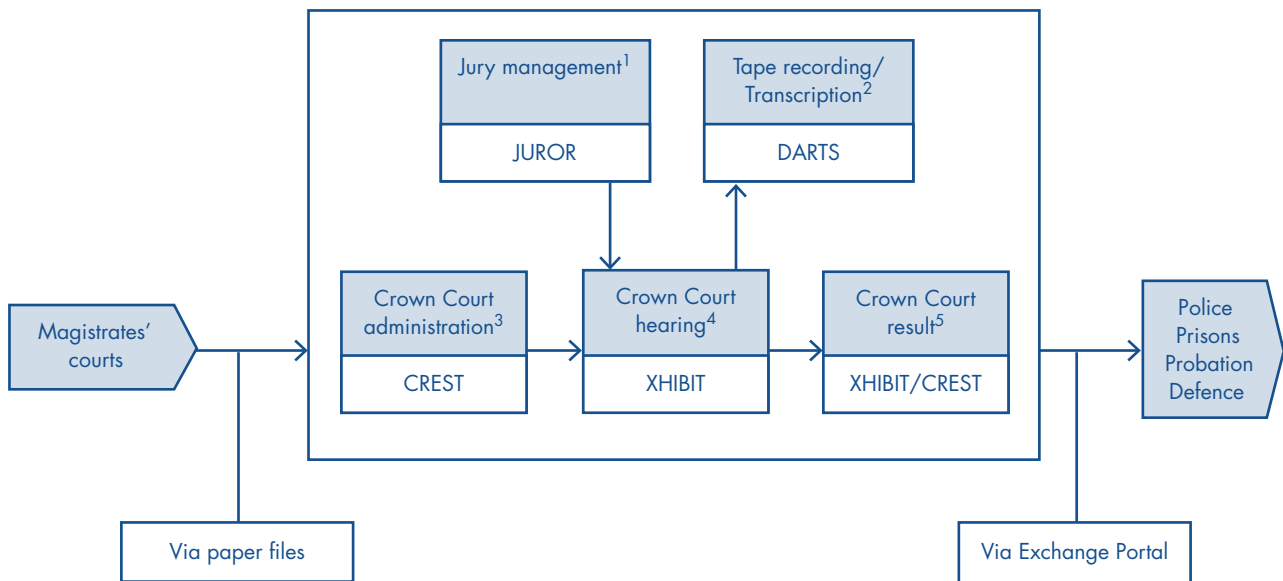 Jury management1
JUROR
Tape recording/
Transcription2
DARTS
Magistrates'
courts
Crown Court
administration3
CREST
Crown Court
hearing4
XHIBIT
Crown Court
result5
XHIBIT/CREST
Police
Prisons
Probation
Defence
Via paper files
Via Exchange Portal